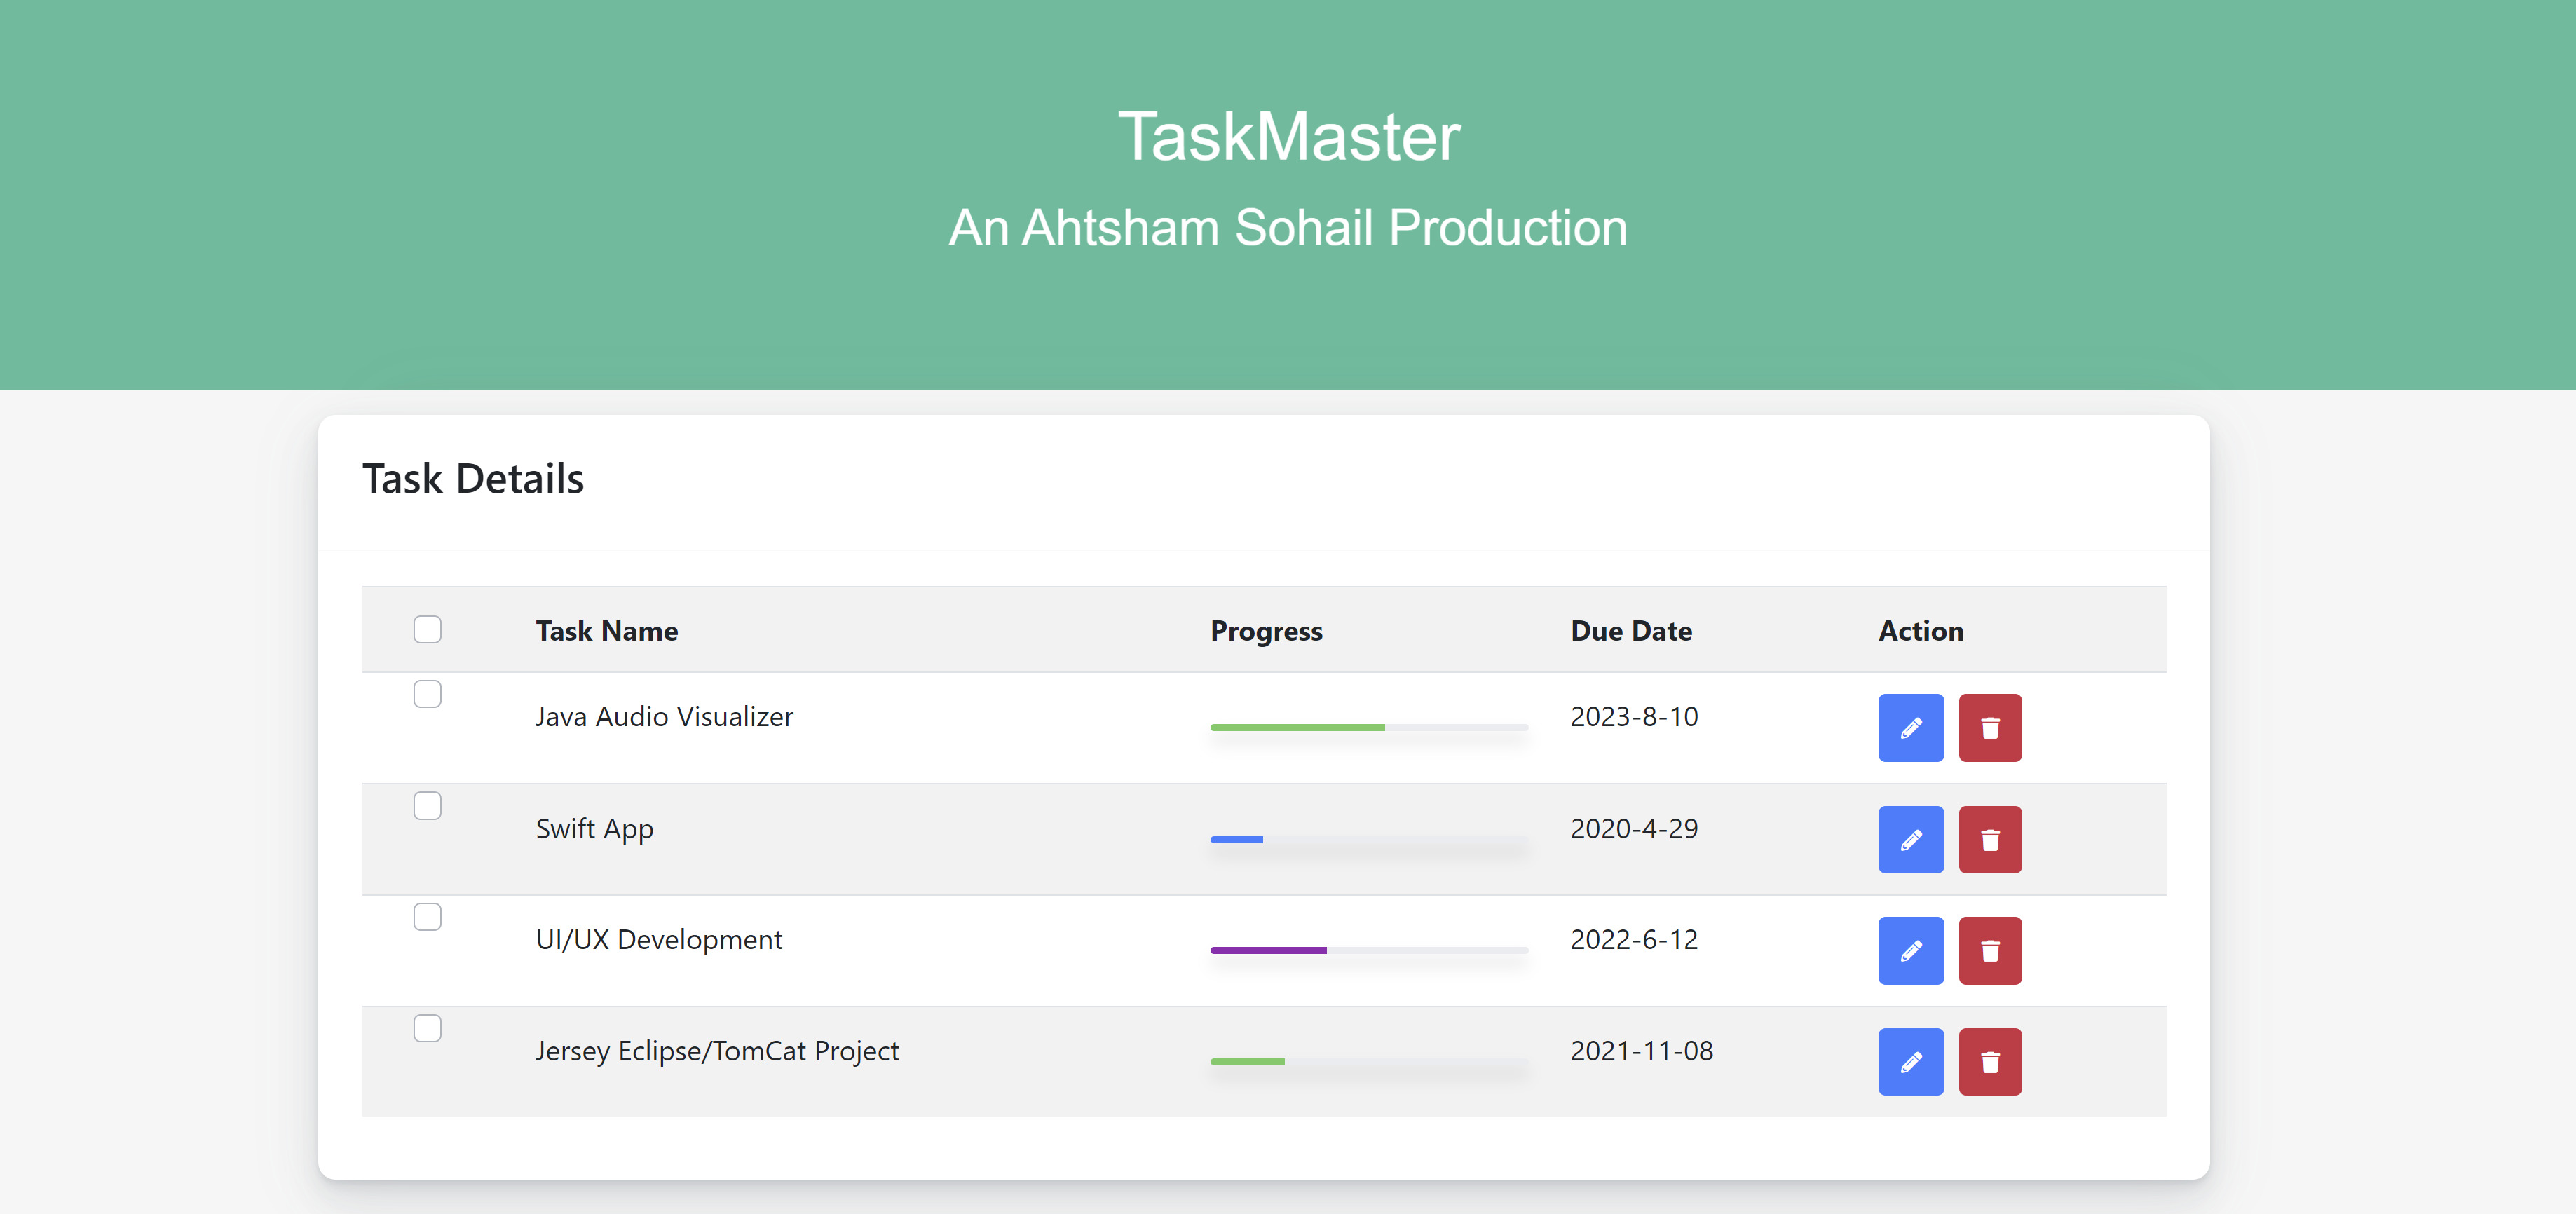 TaskMaster
An Ahtsham Sohail Production
Task Details
Task Name Progress Due Date Action
Java Audio Visualizer 2023-8-10
Swift App 2020-4-29
UI/UX Development 2022-6-12
Jersey Eclipse/TomCat Project 2021-11-08